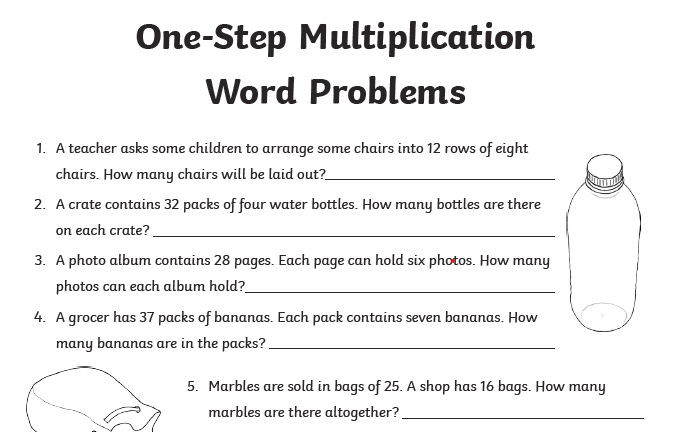 One-Step Multiplication
Word Problems
1. A teacher asks some children to arrange some chairs into 12 rows of eight
chairs. How many chairs will be laid out?
2. A crate contains 32 packs of four water bottles. How many bottles are there
on each crate?
3. A photo album contains 28 pages. Each page can hold six photos. How many
photos can each album hold?
4. A grocer has 37 packs of bananas. Each pack contains seven bananas. How
many bananas are in the packs?
5. Marbles are sold in bags of 25. A shop has 16 bags. How many
marbles are there altogether?